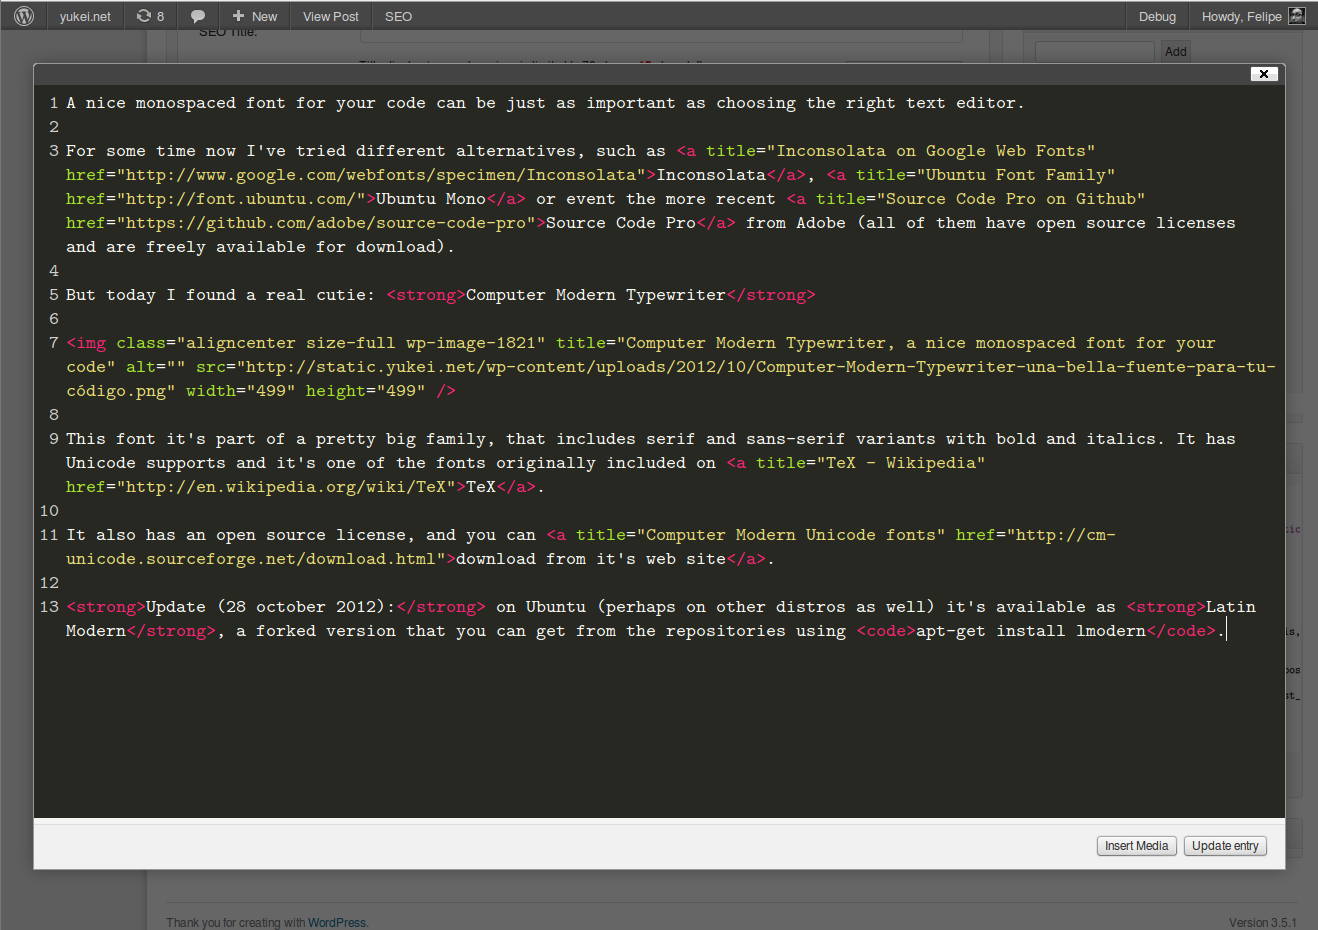 yukei.net 8 New View Post SEO Debug Howdy, Felipe
SEO Title:
Add
1 A nice monospaced font for your code can be just as important as choosing the right text editor.
2
3 For some time now I've tried different alternatives, such as <a title="Inconsolata on Google Web Fonts"
href="http://www.google.com/webfonts/specimen/Inconsolata">Inconsolata</a>, <a title="Ubuntu Font Family"
href="http://font.ubuntu.com/">Ubuntu Mono</a> or event the more recent <a title="Source Code Pro on Github"
href="https://github.com/adobe/source-code-pro">Source Code Pro</a> from Adobe (all of them have open source licenses
and are freely available for download).
4
5 But today I found a real cutie: <strong>Computer Modern Typewriter</strong>
6
7 <img class="aligncenter size-full wp-image-1821" title="Computer Modern Typewriter, a nice monospaced font for your
code" alt="" src="http://static.yukei.net/wp-content/uploads/2012/10/Computer-Modern-Typewriter-una-bella-fuente-para-tu-
código.png" width="499" height="499" />
8
9 This font it's part of a pretty big family, that includes serif and sans-serif variants with bold and italics. It has
Unicode supports and it's one of the fonts originally included on <a title="TeX - Wikipedia"
href="http://en.wikipedia.org/wiki/TeX">TeX</a>.
10
11 It also has an open source license, and you can <a title="Computer Modern Unicode fonts" href="http://cm-
unicode.sourceforge.net/download.html">download from it's web site</a>.
12
13 <strong>Update (28 october 2012):</strong> on Ubuntu (perhaps on other distros as well) it's available as <strong>Latin
Modern</strong>, a forked version that you can get from the repositories using <code>apt-get install lmodern</code>.
Insert Media Update entry
Thank you for creating with WordPress. Version 3.5.1